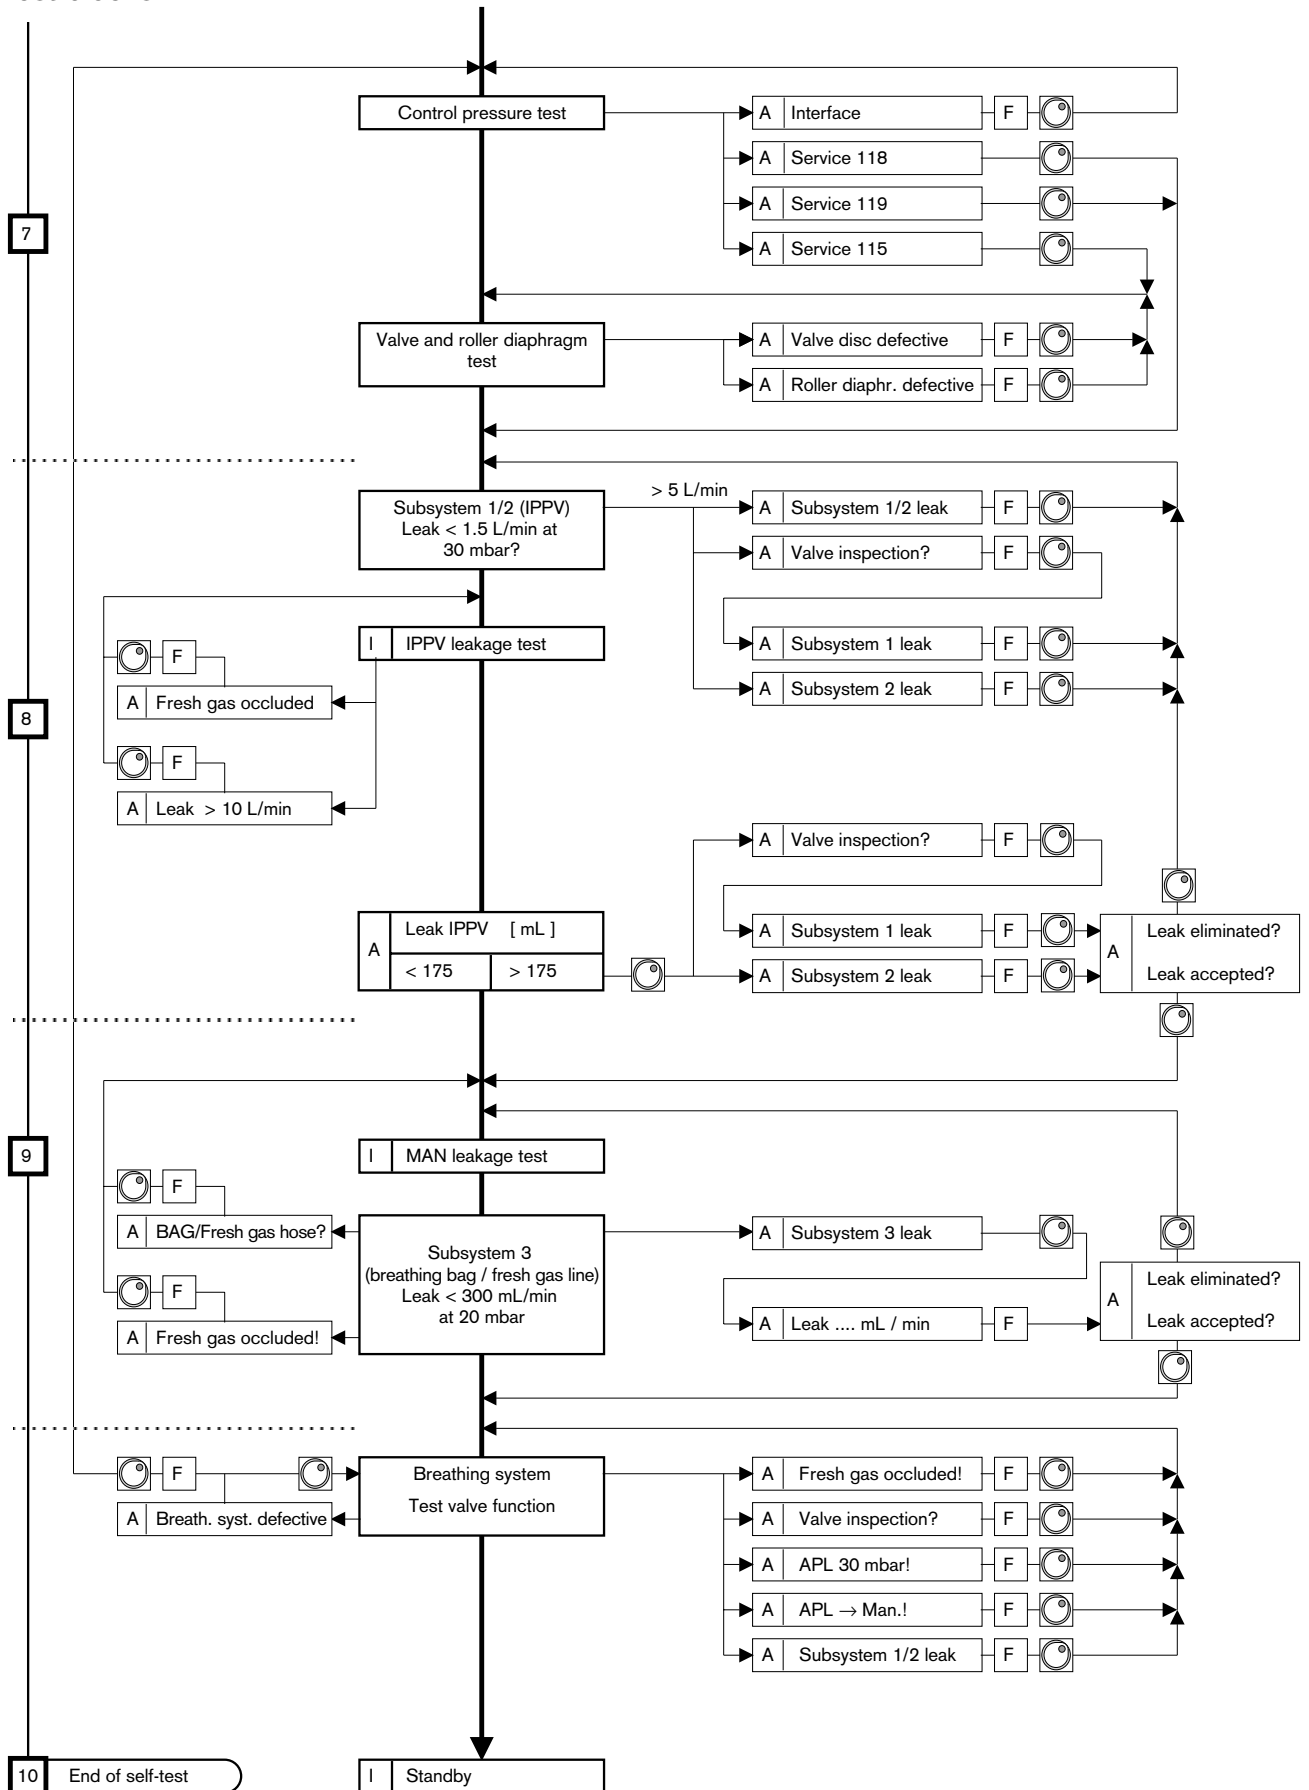 Control pressure test
A Interface F
A Service 118
A Service 119
7
A Service 115
Valve and roller diaphragm
test
A Valve disc defective F
A Roller diaphr. defective F
> 5 L/min
Subsystem 1/2 (IPPV)
Leak < 1.5 L/min at
30 mbar?
A Subsystem 1/2 leak F
A Valve inspection? F
I IPPV leakage test
A Subsystem 1 leak F
F
A Fresh gas occluded
A Subsystem 2 leak F
8
F
A Leak > 10 L/min
A Valve inspection? F
A Leak IPPV [ mL ]
< 175 > 175
A Subsystem 1 leak F
A Subsystem 2 leak F
A Leak eliminated?
Leak accepted?
9
I MAN leakage test
F
A BAG/Fresh gas hose?
Subsystem 3
(breathing bag / fresh gas line)
Leak < 300 mL/min
at 20 mbar
A Subsystem 3 leak
F
A Fresh gas occluded!
A Leak .... mL / min F
A Leak eliminated?
Leak accepted?
F
A Breath. syst. defective
Breathing system
Test valve function
A Fresh gas occluded! F
A Valve inspection? F
A APL 30 mbar! F
A APL → Man.! F
A Subsystem 1/2 leak F
10 End of self-test
I Standby